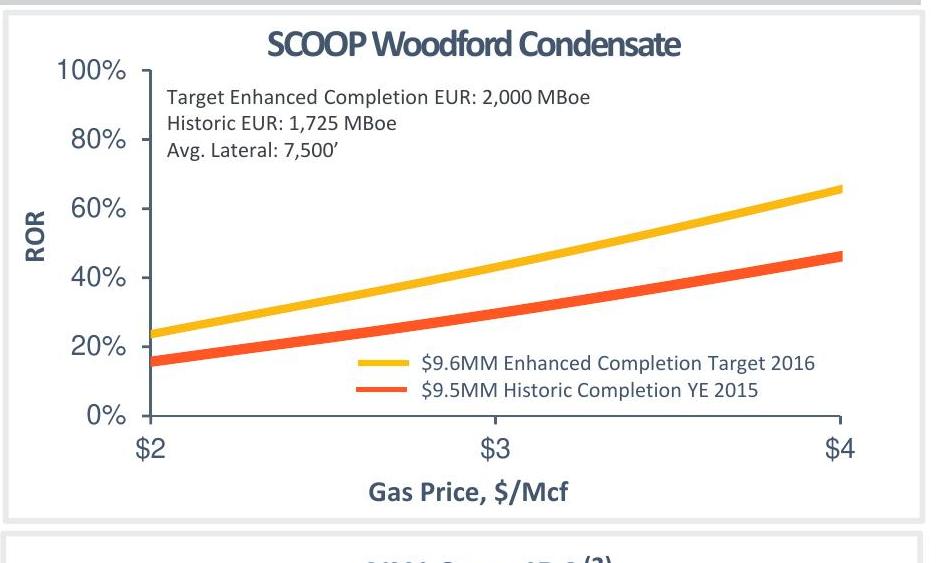 SCOOP Woodford Condensate
100%
80%
60%
40%
20%
0%
ROR
Target Enhanced Completion EUR: 2,000 MBoe
Historic EUR: 1,725 MBoe
Avg. Lateral: 7,500’
$9.6MM Enhanced Completion Target 2016
$9.5MM Historic Completion YE 2015
$2 $3 $4
Gas Price, $/Mcf